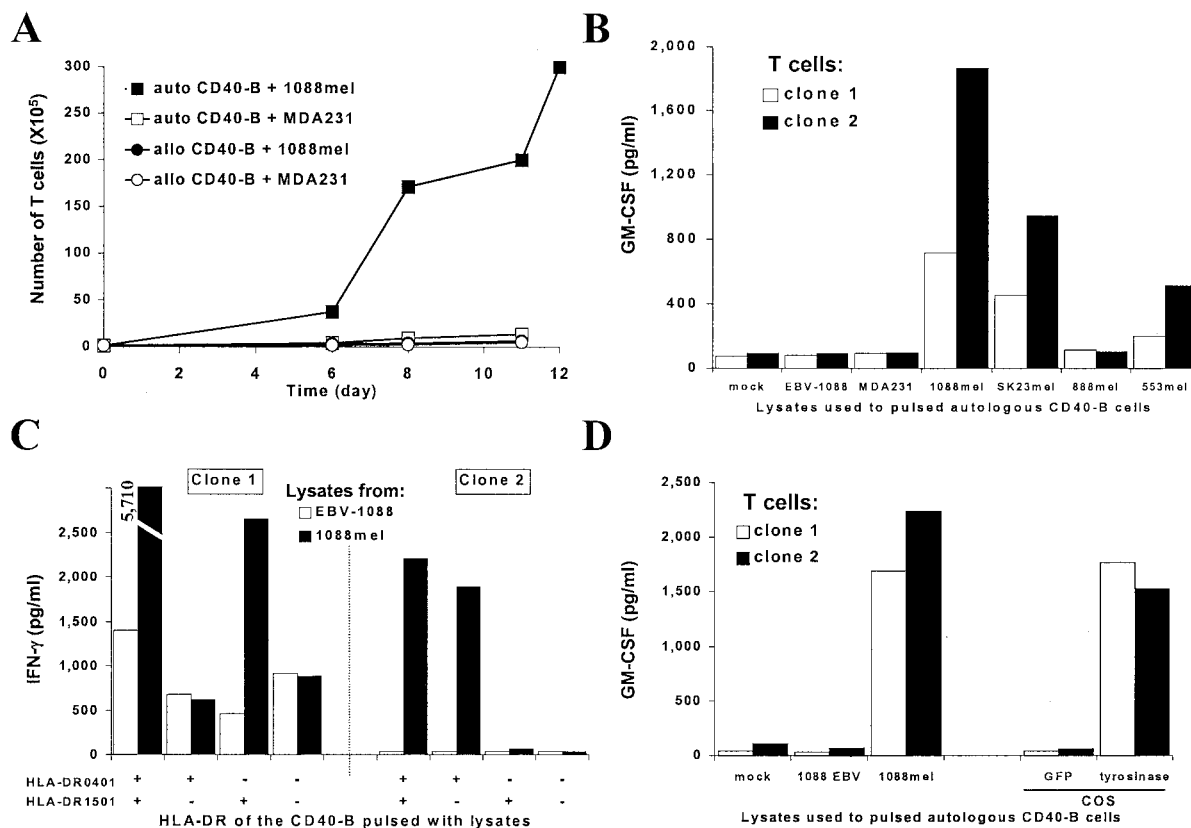 A
300
250
200
150
100
50
0
Number of T cells (X10⁵)
auto CD40-B + 1088mel
auto CD40-B + MDA231
allo CD40-B + 1088mel
allo CD40-B + MDA231
0 2 4 6 8 10 12
Time (day)
B
2,000
1,600
1,200
800
400
0
GM-CSF (pg/ml)
T cells:
clone 1
clone 2
mock EBV-1088 MDA231 1088mel SK23mel 888mel 553mel
Lysates used to pulsed autologous CD40-B cells
C
Clone 1
Clone 2
5,710
Lysates from:
EBV-1088
1088mel
2,500
2,000
1,500
1,000
500
0
IFN-γ (pg/ml)
HLA-DR0401 + + - - + + - -
HLA-DR1501 + - + - + - + -
HLA-DR of the CD40-B pulsed with lysates
D
2,500
2,000
1,500
1,000
500
0
GM-CSF (pg/ml)
T cells:
clone 1
clone 2
mock 1088 EBV 1088mel GFP tyrosinase
COS
Lysates used to pulsed autologous CD40-B cells